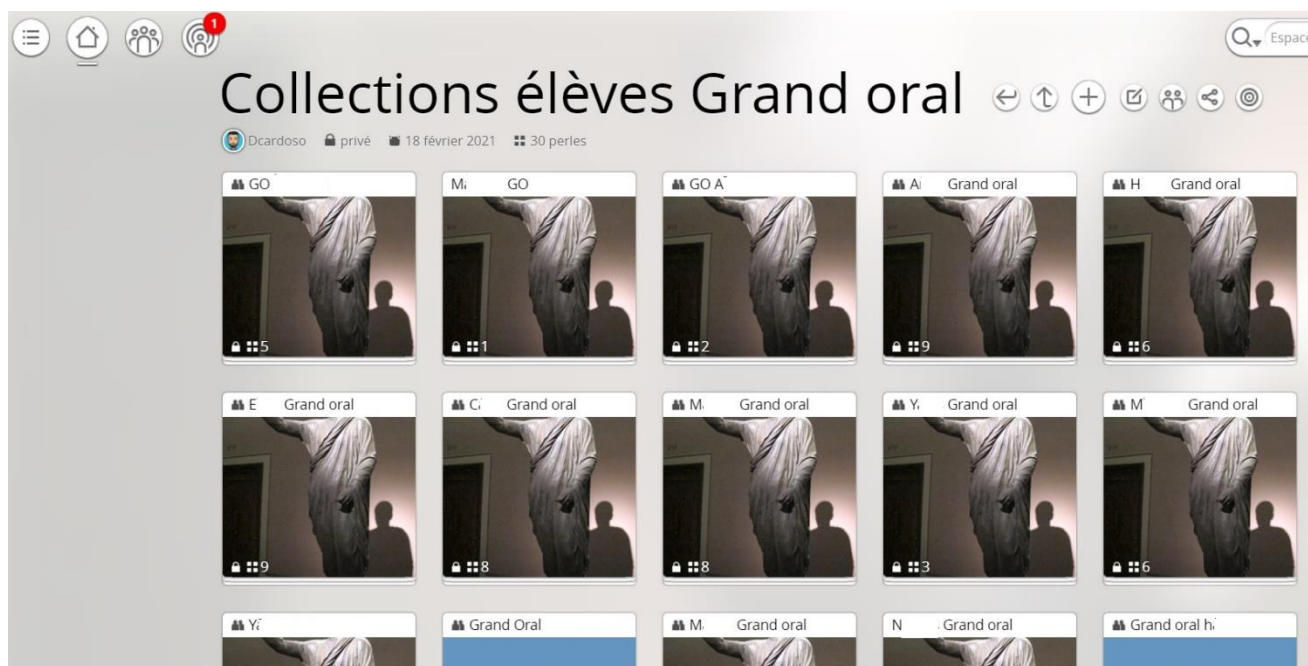 1
Espace
Collections élèves Grand oral
Dcardoso privé 18 février 2021 30 perles
GO
GO
GO A
Grand oral
H Grand oral
5
1
2
9
6
E Grand oral
Grand oral
M Grand oral
Y Grand oral
M Grand oral
9
8
8
3
6
Grand Oral
M Grand oral
N Grand oral
Grand oral